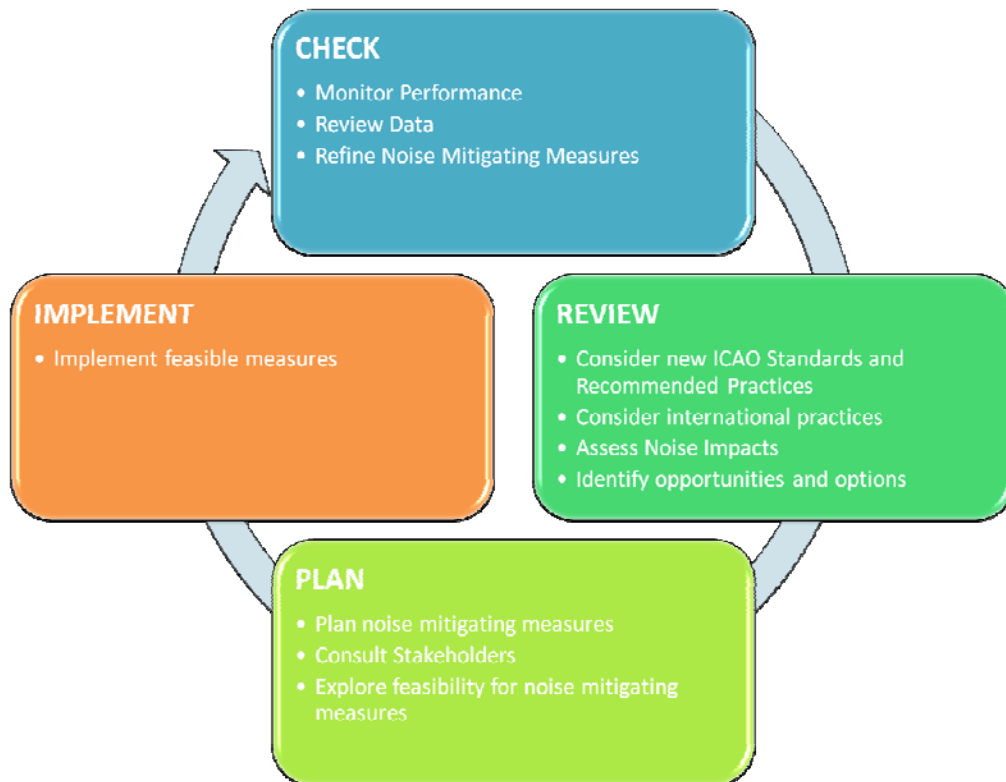 CHECK
• Monitor Performance
• Review Data
• Refine Noise Mitigating Measures
IMPLEMENT
• Implement feasible measures
REVIEW
• Consider new ICAO Standards and
Recommended Practices
• Consider international practices
• Assess Noise Impacts
• Identify opportunities and options
PLAN
• Plan noise mitigating measures
• Consult Stakeholders
• Explore feasibility for noise mitigating
measures